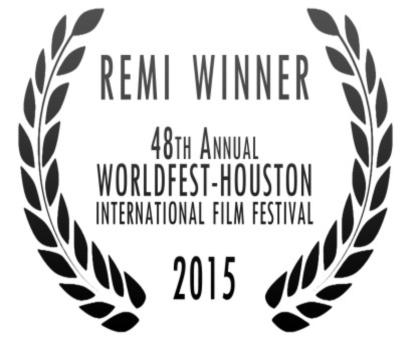 REMI WINNER
48TH ANNUAL
WORLDFEST-HOUSTON
INTERNATIONAL FILM FESTIVAL
2015